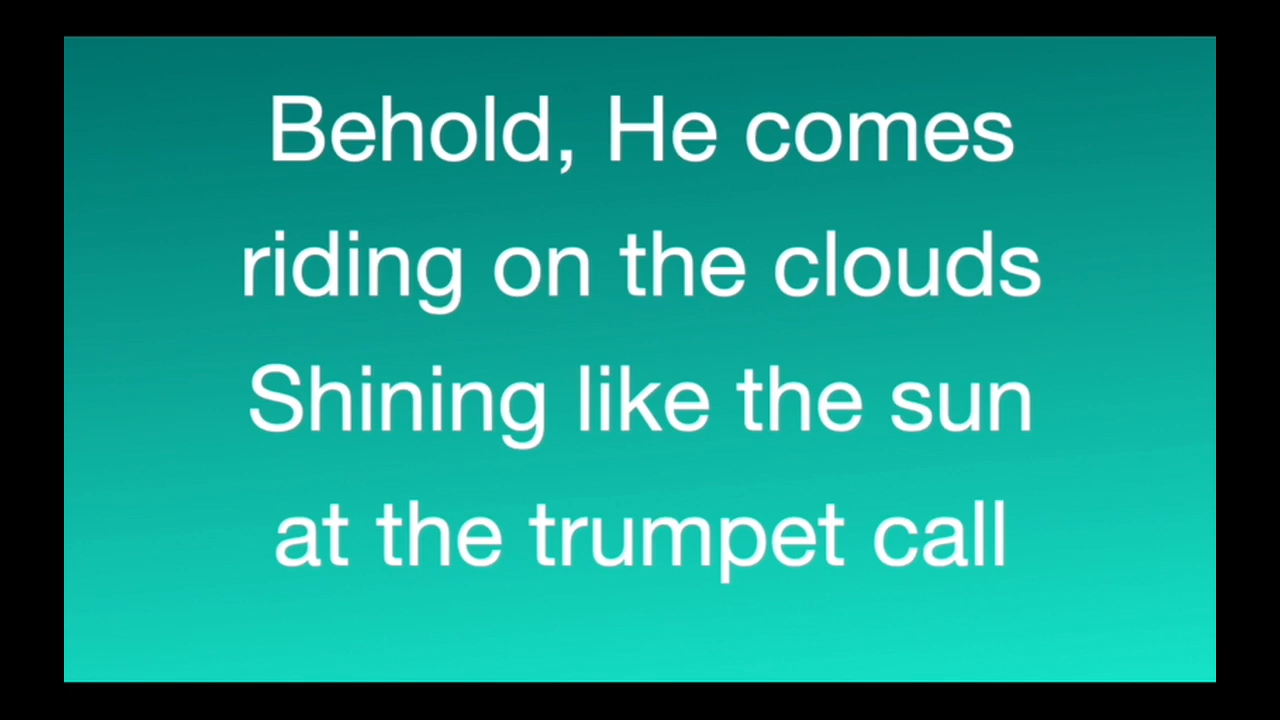 Behold, He comes
riding on the clouds
Shining like the sun
at the trumpet call